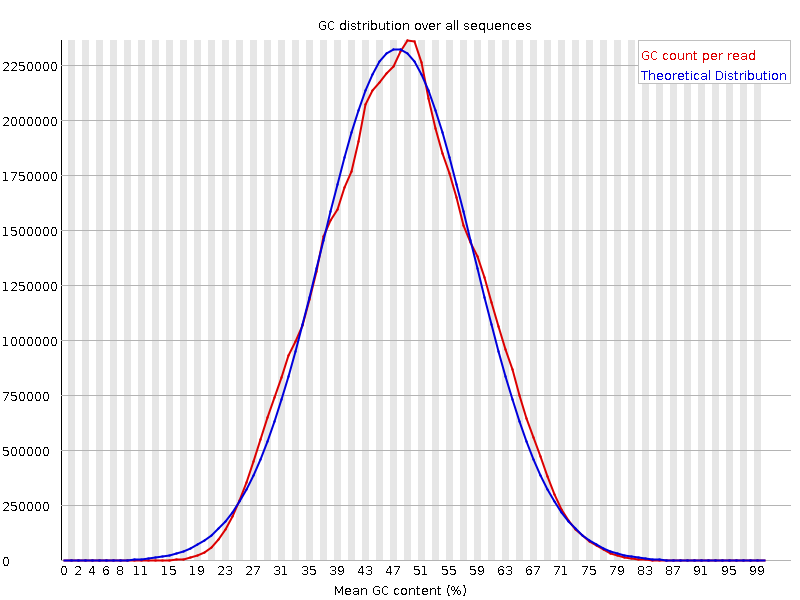 GC distribution over all sequences
GC count per read
Theoretical Distribution
2250000
2000000
1750000
1500000
1250000
1000000
750000
500000
250000
0
0 2 4 6 8 11 15 19 23 27 31 35 39 43 47 51 55 59 63 67 71 75 79 83 87 91 95 99
Mean GC content (%)